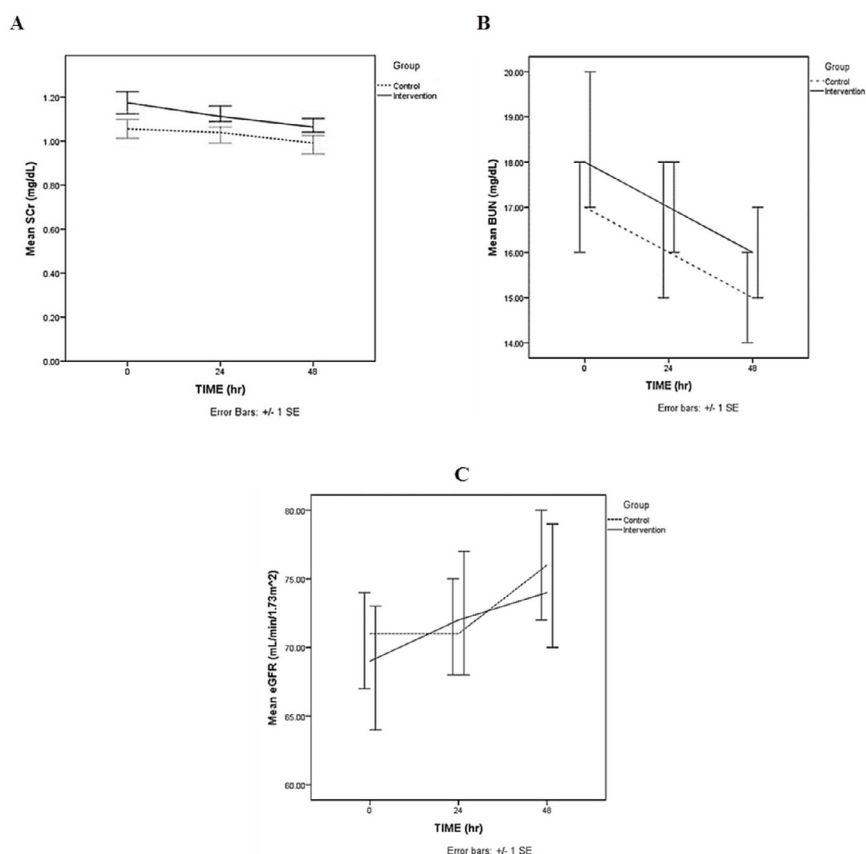 A
Group
Control
Intervention
1.20
1.00
0.80
0.60
0.40
0.20
0.00
Mean SCr (mg/dL)
0 24 48
TIME (hr)
Error Bars: +/- 1 SE
B
Group
Control
Intervention
20.00
19.00
18.00
17.00
16.00
15.00
14.00
Mean BUN (mg/dL)
0 24 48
TIME (hr)
Error bars: +/- 1 SE
C
Group
Control
Intervention
80.00
75.00
70.00
65.00
60.00
Mean eGFR (mL/min/1.73m^2)
0 24 48
TIME (hr)
Error bars: +/- 1 SE